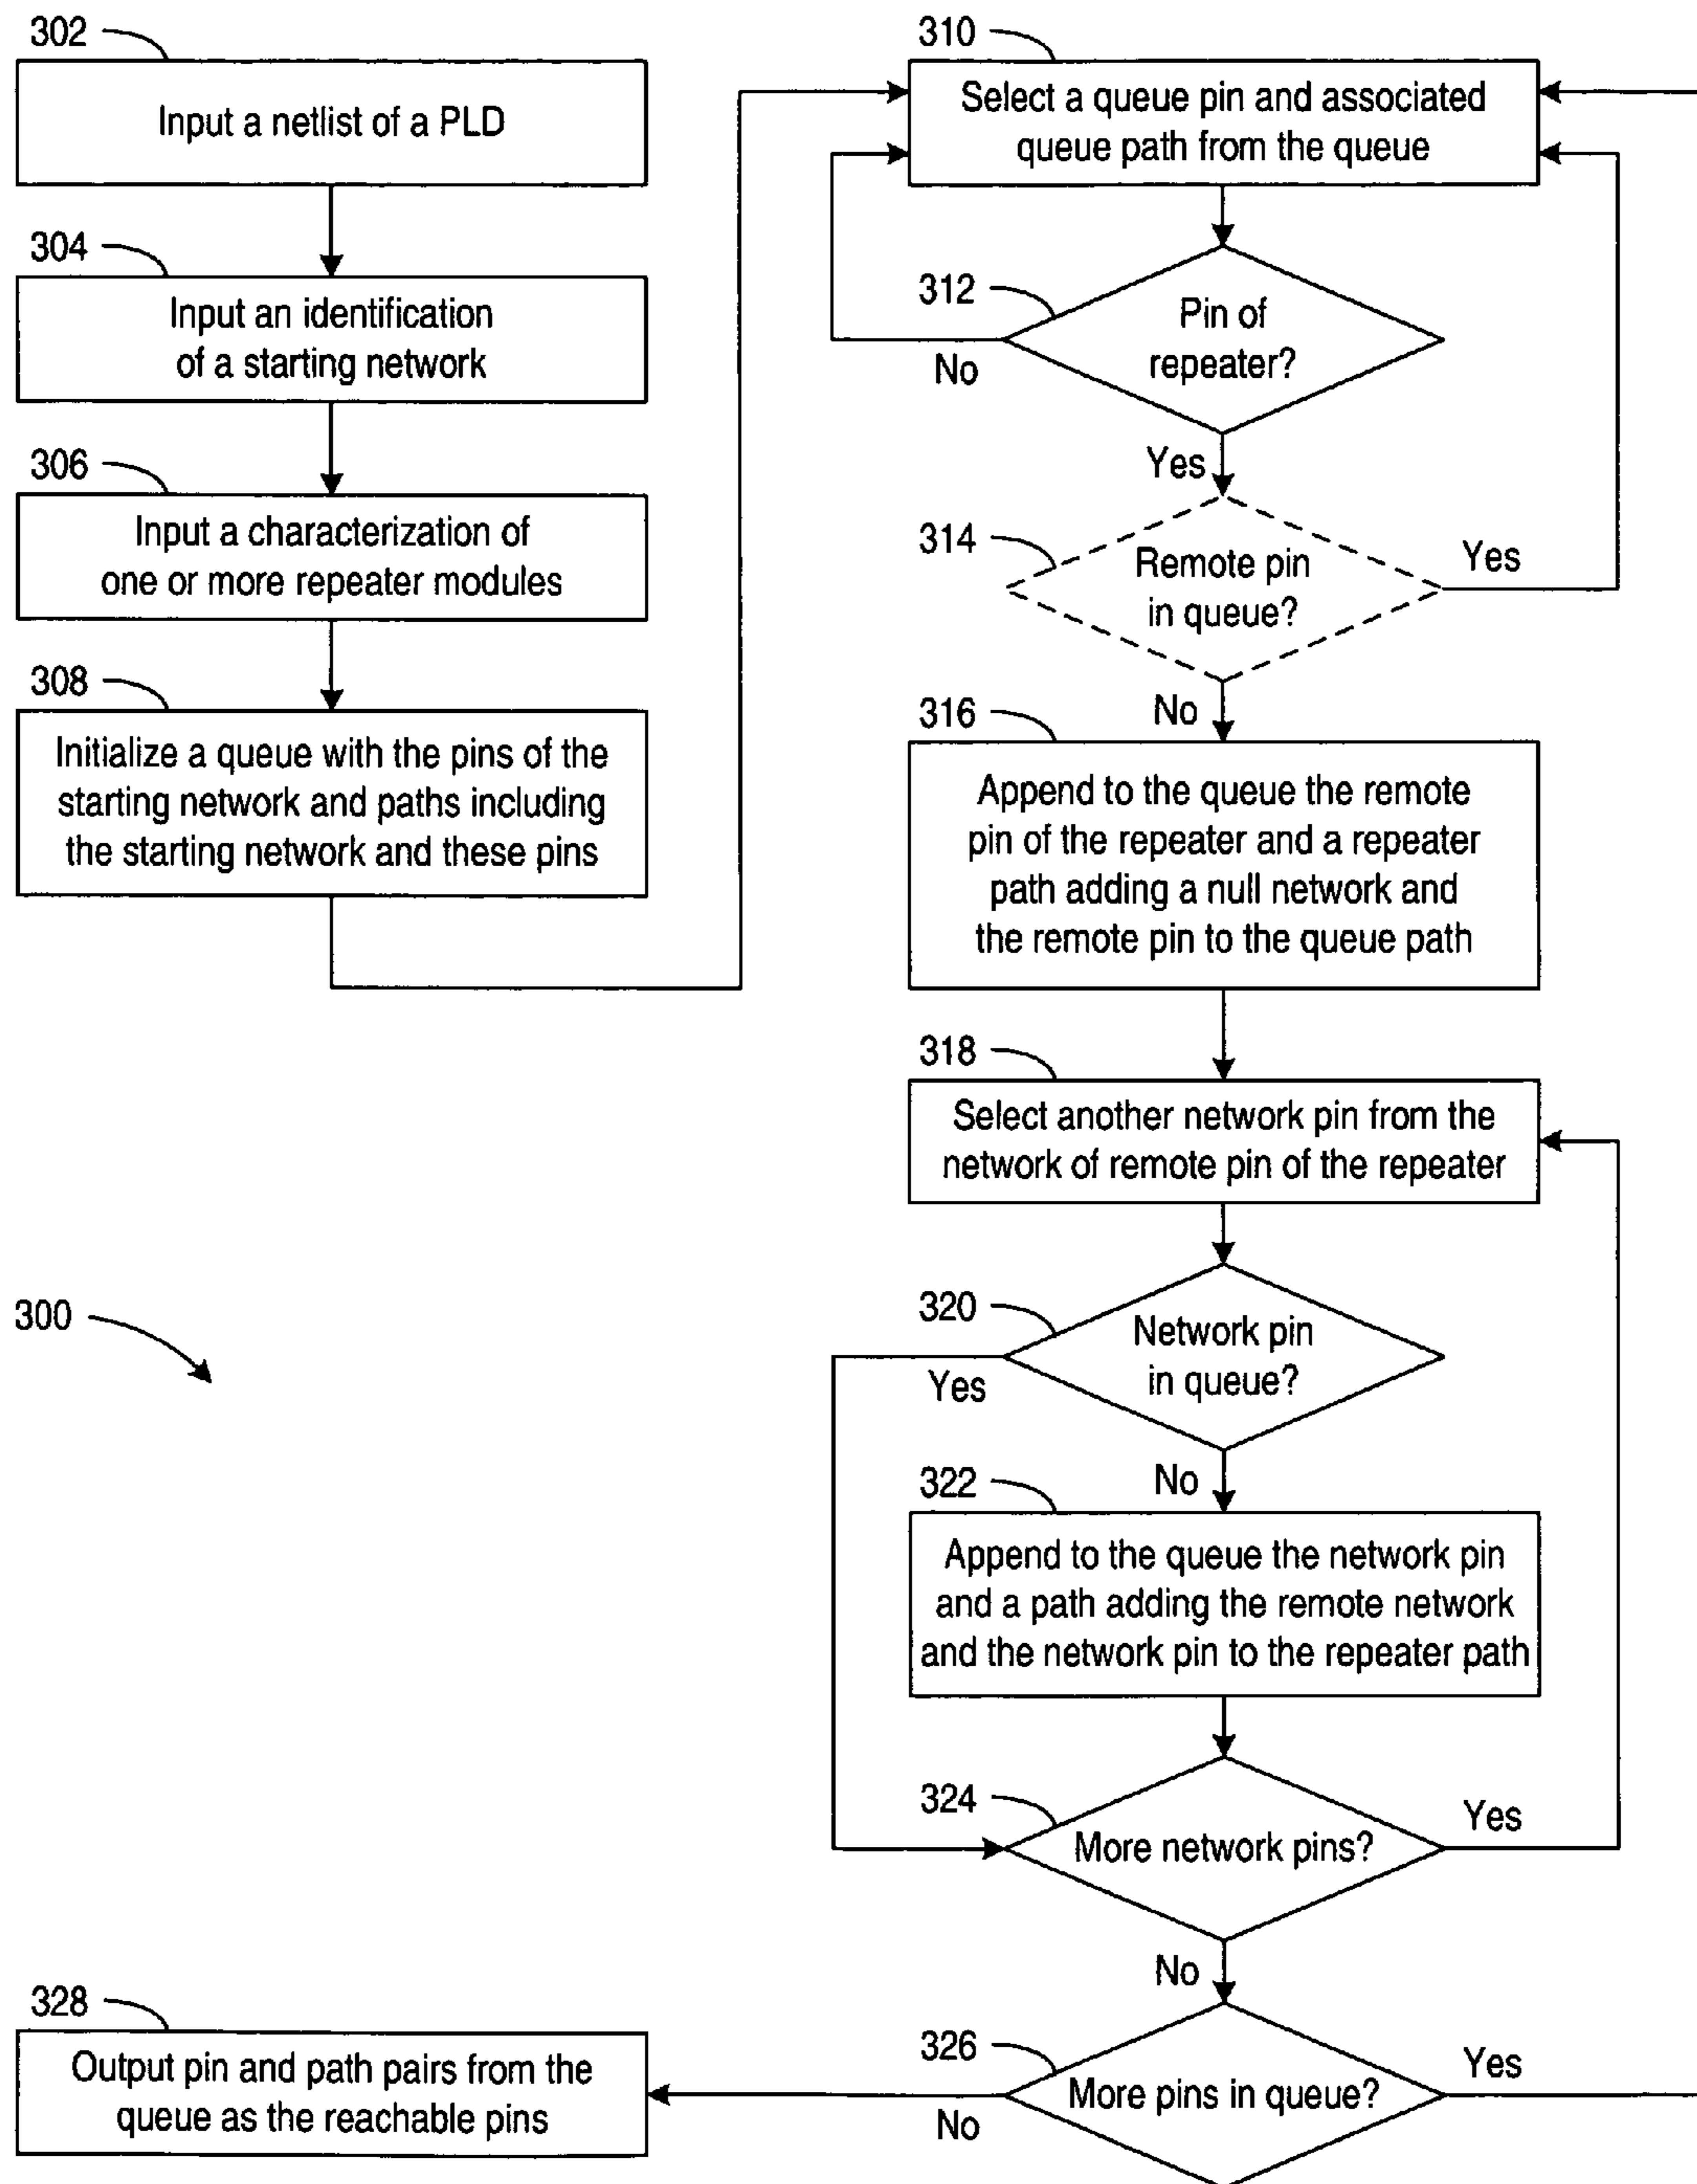 302
Input a netlist of a PLD
304
Input an identification
of a starting network
306
Input a characterization of
one or more repeater modules
308
Initialize a queue with the pins of the
starting network and paths including
the starting network and these pins
310
Select a queue pin and associated
queue path from the queue
312
Pin of
repeater?
No
Yes
314
Remote pin
in queue?
Yes
No
316
Append to the queue the remote
pin of the repeater and a repeater
path adding a null network and
the remote pin to the queue path
318
Select another network pin from the
network of remote pin of the repeater
300
320
Network pin
in queue?
Yes
No
322
Append to the queue the network pin
and a path adding the remote network
and the network pin to the repeater path
324
More network pins?
Yes
No
326
More pins in queue?
Yes
No
328
Output pin and path pairs from the
queue as the reachable pins